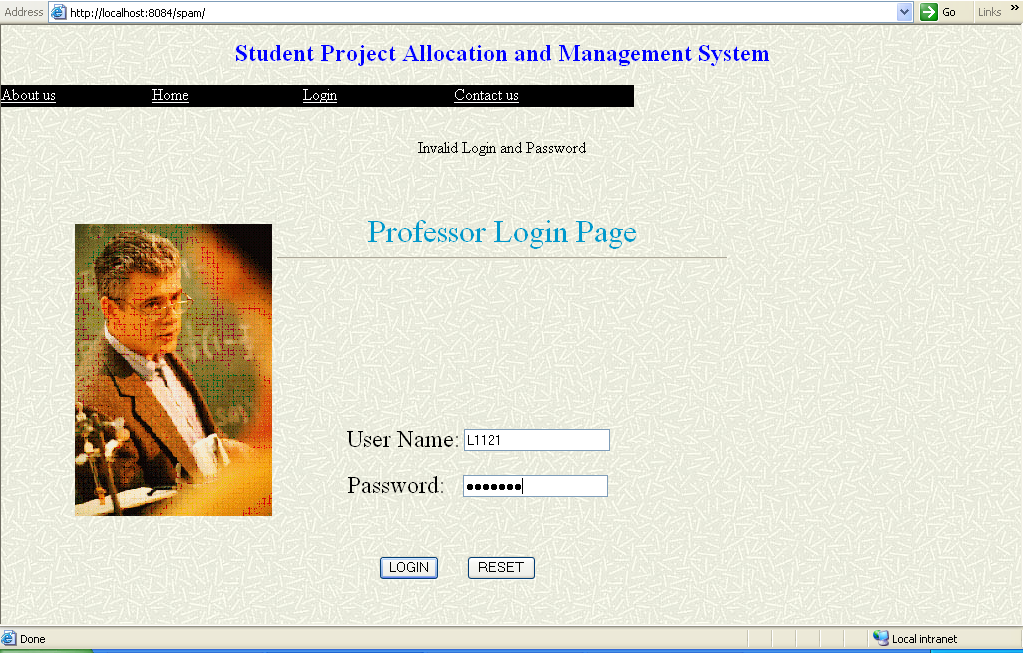 Address http://localhost:8084/spam/ Go Links »
Student Project Allocation and Management System
About us Home Login Contact us
Invalid Login and Password
Professor Login Page
User Name: L1121
Password: •••••••
LOGIN RESET
Done Local intranet